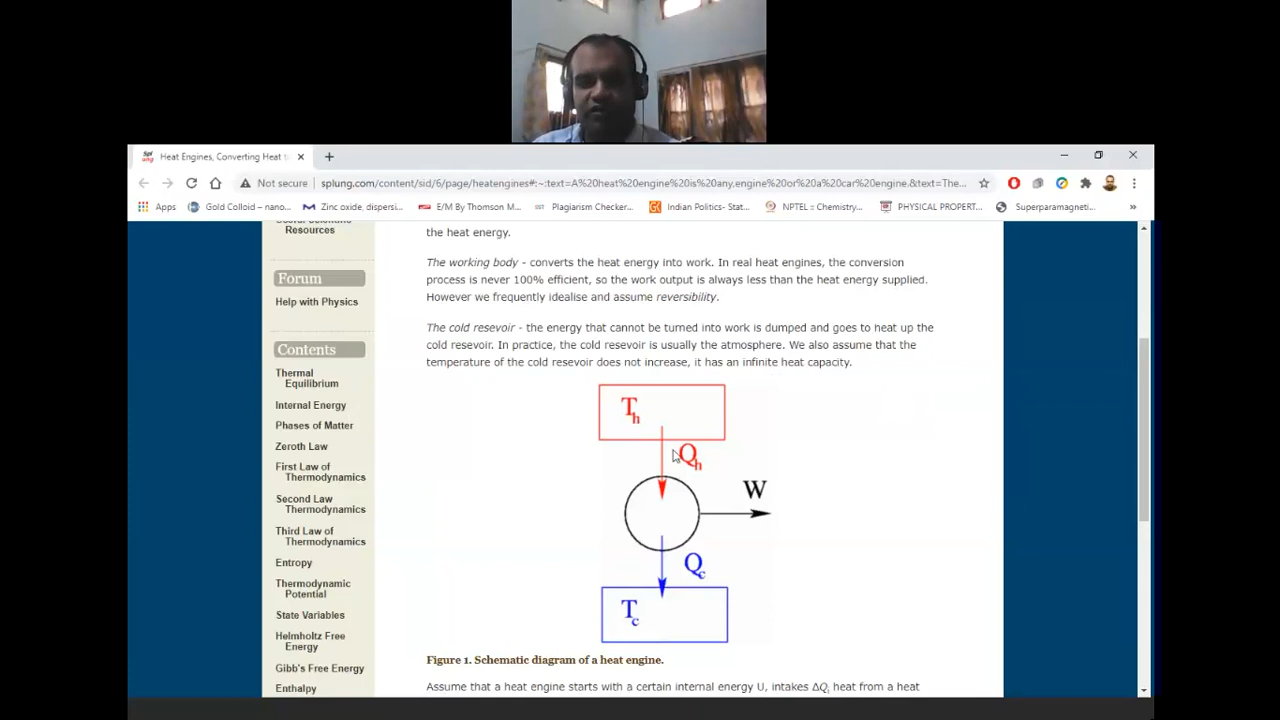 Spl
ung
Heat Engines, Converting Heat t
Not secure
splung.com/content/sid/6/page/heatengines#:~:text=A%20heat%20engine%20is%20any,engine%20or%20a%20car%20engine.&text=The...
Apps
Gold Colloid – nano...
Zinc oxide, dispersi...
E/M By Thomson M...
Plagiarism Checker...
Indian Politics- Stat...
NPTEL :: Chemistry...
PHYSICAL PROPERT...
Superparamagneti...
»
Resources
Forum
Help with Physics
Contents
Thermal
Equilibrium
Internal Energy
Phases of Matter
Zeroth Law
First Law of
Thermodynamics
Second Law
Thermodynamics
Third Law of
Thermodynamics
Entropy
Thermodynamic
Potential
State Variables
Helmholtz Free
Energy
Gibb's Free Energy
Enthalpy
the heat energy.
The working body - converts the heat energy into work. In real heat engines, the conversion
process is never 100% efficient, so the work output is always less than the heat energy supplied.
However we frequently idealise and assume reversibility.
The cold resevoir - the energy that cannot be turned into work is dumped and goes to heat up the
cold resevoir. In practice, the cold resevoir is usually the atmosphere. We also assume that the
temperature of the cold resevoir does not increase, it has an infinite heat capacity.
Th
Qh
W
Qc
Tc
Figure 1. Schematic diagram of a heat engine.
Assume that a heat engine starts with a certain internal energy U, intakes ΔQi heat from a heat